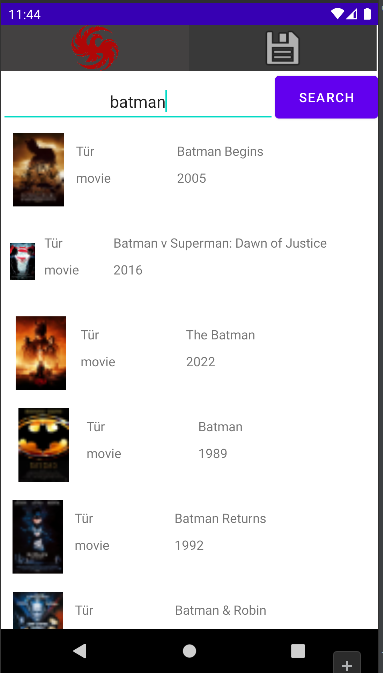 11:44
batman
SEARCH
Tür Batman Begins
movie 2005
Tür Batman v Superman: Dawn of Justice
movie 2016
Tür The Batman
movie 2022
Tür Batman
movie 1989
Tür Batman Returns
movie 1992
Tür Batman & Robin